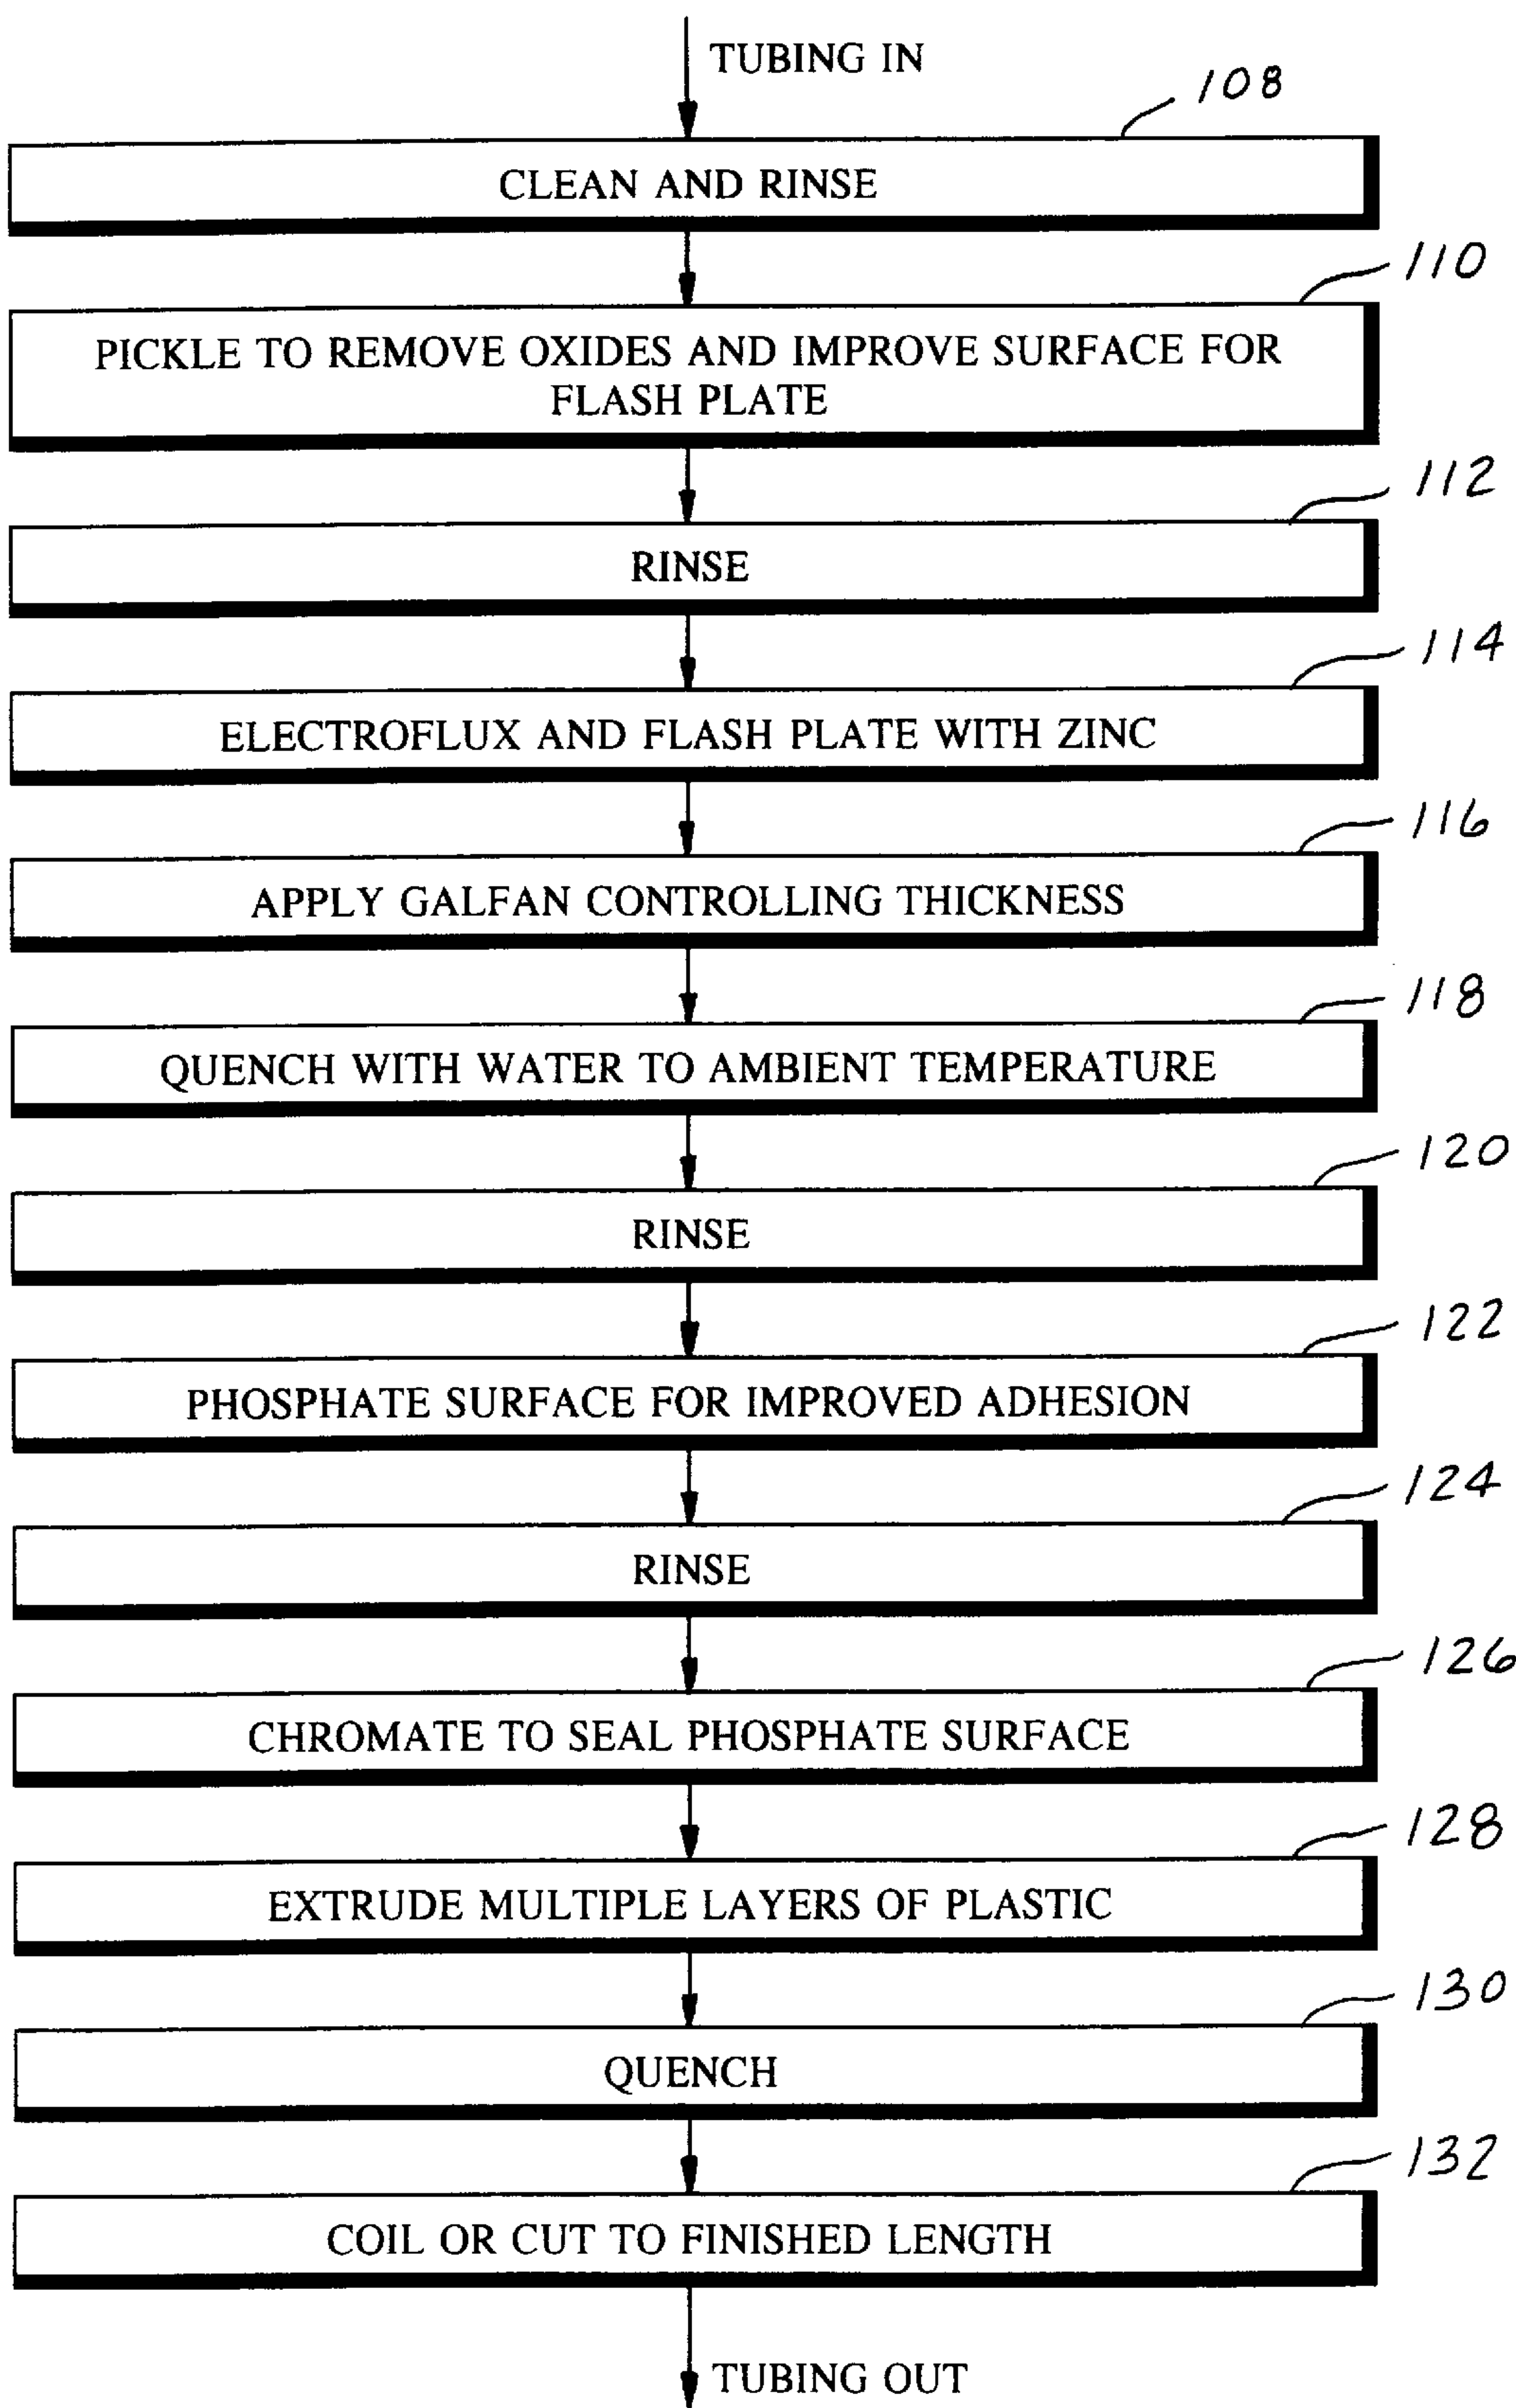 TUBING IN
108
CLEAN AND RINSE
110
PICKLE TO REMOVE OXIDES AND IMPROVE SURFACE FOR
FLASH PLATE
112
RINSE
114
ELECTROFLUX AND FLASH PLATE WITH ZINC
116
APPLY GALFAN CONTROLLING THICKNESS
118
QUENCH WITH WATER TO AMBIENT TEMPERATURE
120
RINSE
122
PHOSPHATE SURFACE FOR IMPROVED ADHESION
124
RINSE
126
CHROMATE TO SEAL PHOSPHATE SURFACE
128
EXTRUDE MULTIPLE LAYERS OF PLASTIC
130
QUENCH
132
COIL OR CUT TO FINISHED LENGTH
TUBING OUT